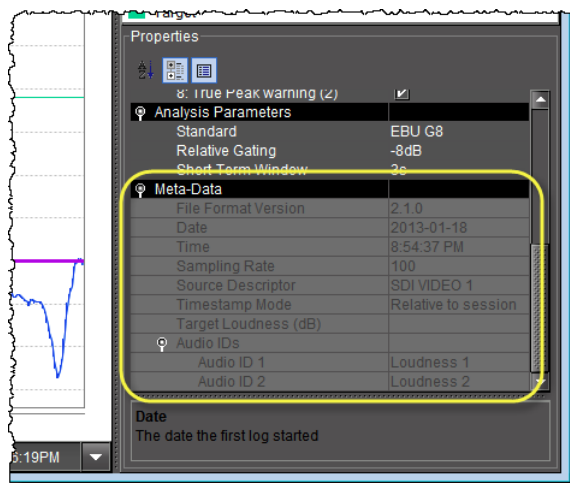 Target
Properties
8: True Peak warning (2)
Analysis Parameters
Standard EBU G8
Relative Gating -8dB
Short Term Window 3s
Meta-Data
File Format Version 2.1.0
Date 2013-01-18
Time 8:54:37 PM
Sampling Rate 100
Source Descriptor SDI VIDEO 1
Timestamp Mode Relative to session
Target Loudness (dB)
Audio IDs
Audio ID 1 Loudness 1
Audio ID 2 Loudness 2
Date
The date the first log started
:19PM